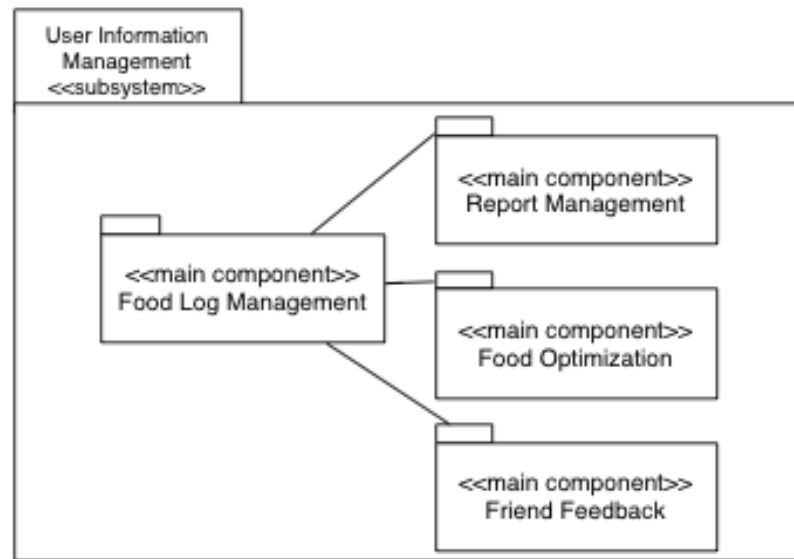 User Information
Management
<<subsystem>>
<<main component>>
Report Management
<<main component>>
Food Log Management
<<main component>>
Food Optimization
<<main component>>
Friend Feedback